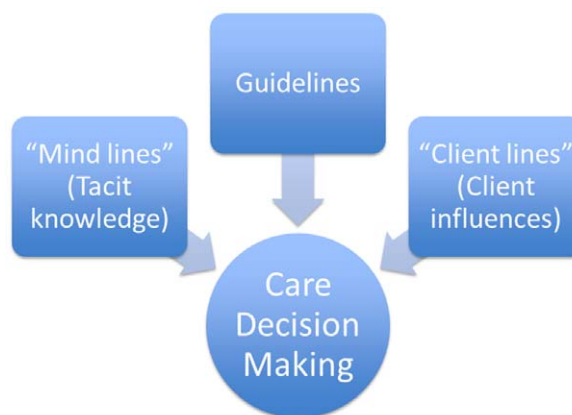 Guidelines
“Mind lines”
(Tacit
knowledge)
“Client lines”
(Client
influences)
Care
Decision
Making